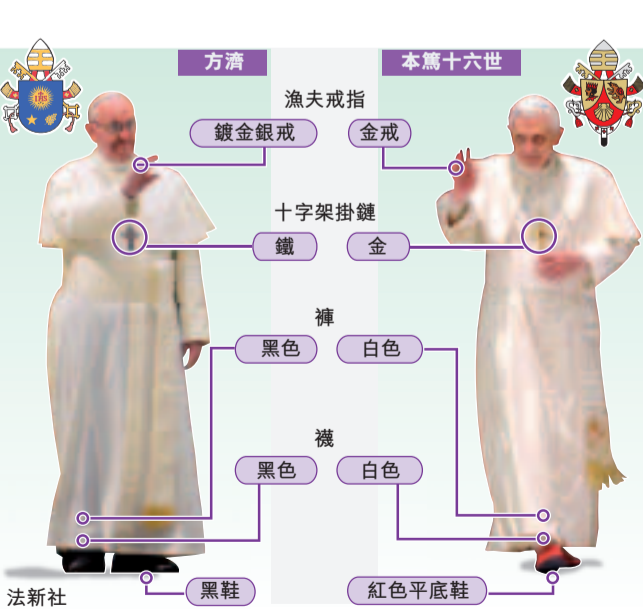 方濟
本篤十六世
漁夫戒指
鍍金銀戒
金戒
十字架掛鏈
鐵
金
褲
黑色
白色
襪
黑色
白色
黑鞋
紅色平底鞋
法新社
IHS